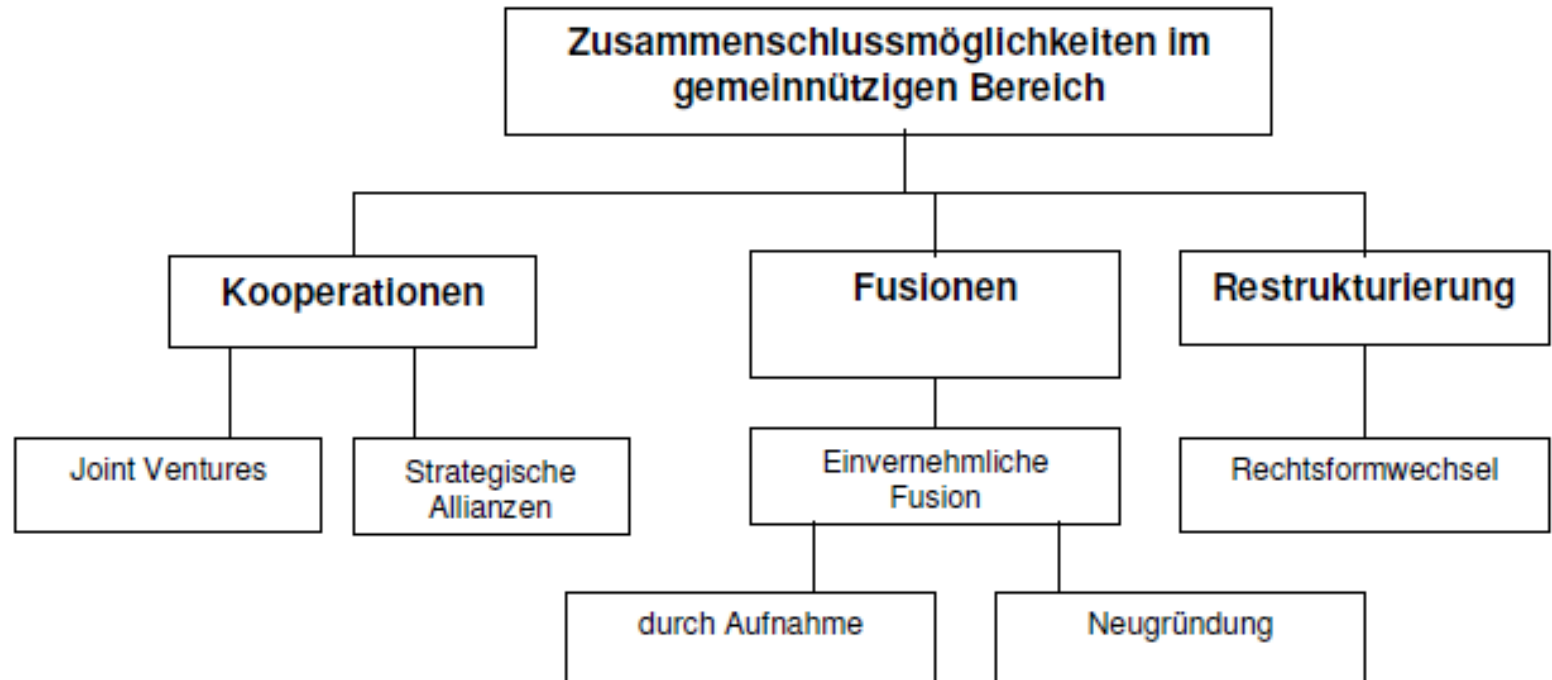 Zusammenschlussmöglichkeiten im
gemeinnützigen Bereich
Kooperationen
Fusionen
Restrukturierung
Joint Ventures
Strategische
Allianzen
Einvernehmliche
Fusion
Rechtsformwechsel
durch Aufnahme
Neugründung